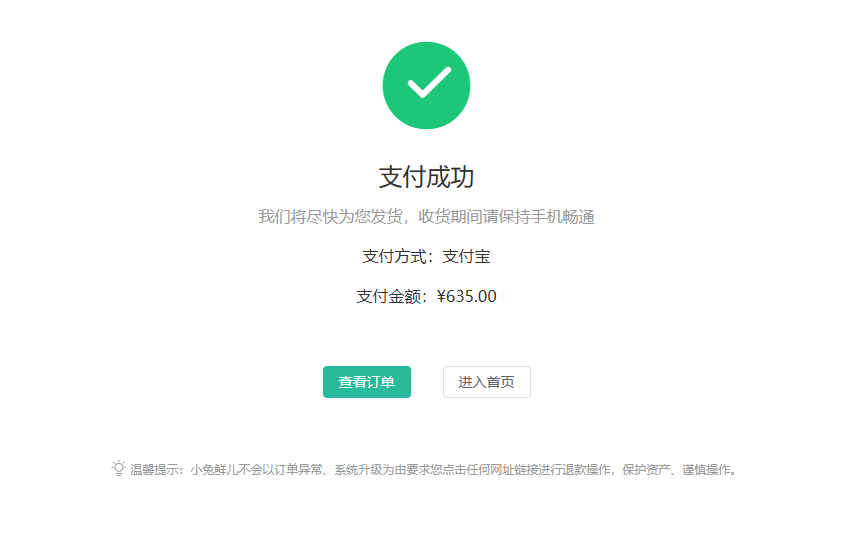 支付成功
我们将尽快为您发货，收货期间请保持手机畅通
支付方式：支付宝
支付金额：¥635.00
查看订单
进入首页
温馨提示：小兔鲜儿不会以订单异常、系统升级为由要求您点击任何网址链接进行退款操作，保护资产、谨慎操作。